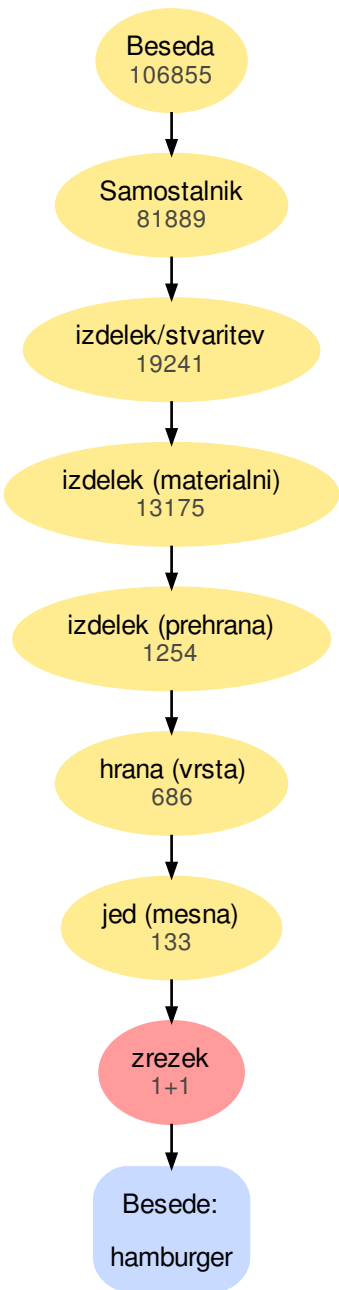 Beseda
106855
Samostalnik
81889
izdelek/stvaritev
19241
izdelek (materialni)
13175
izdelek (prehrana)
1254
hrana (vrsta)
686
jed (mesna)
133
zrezek
1+1
Besede:
hamburger